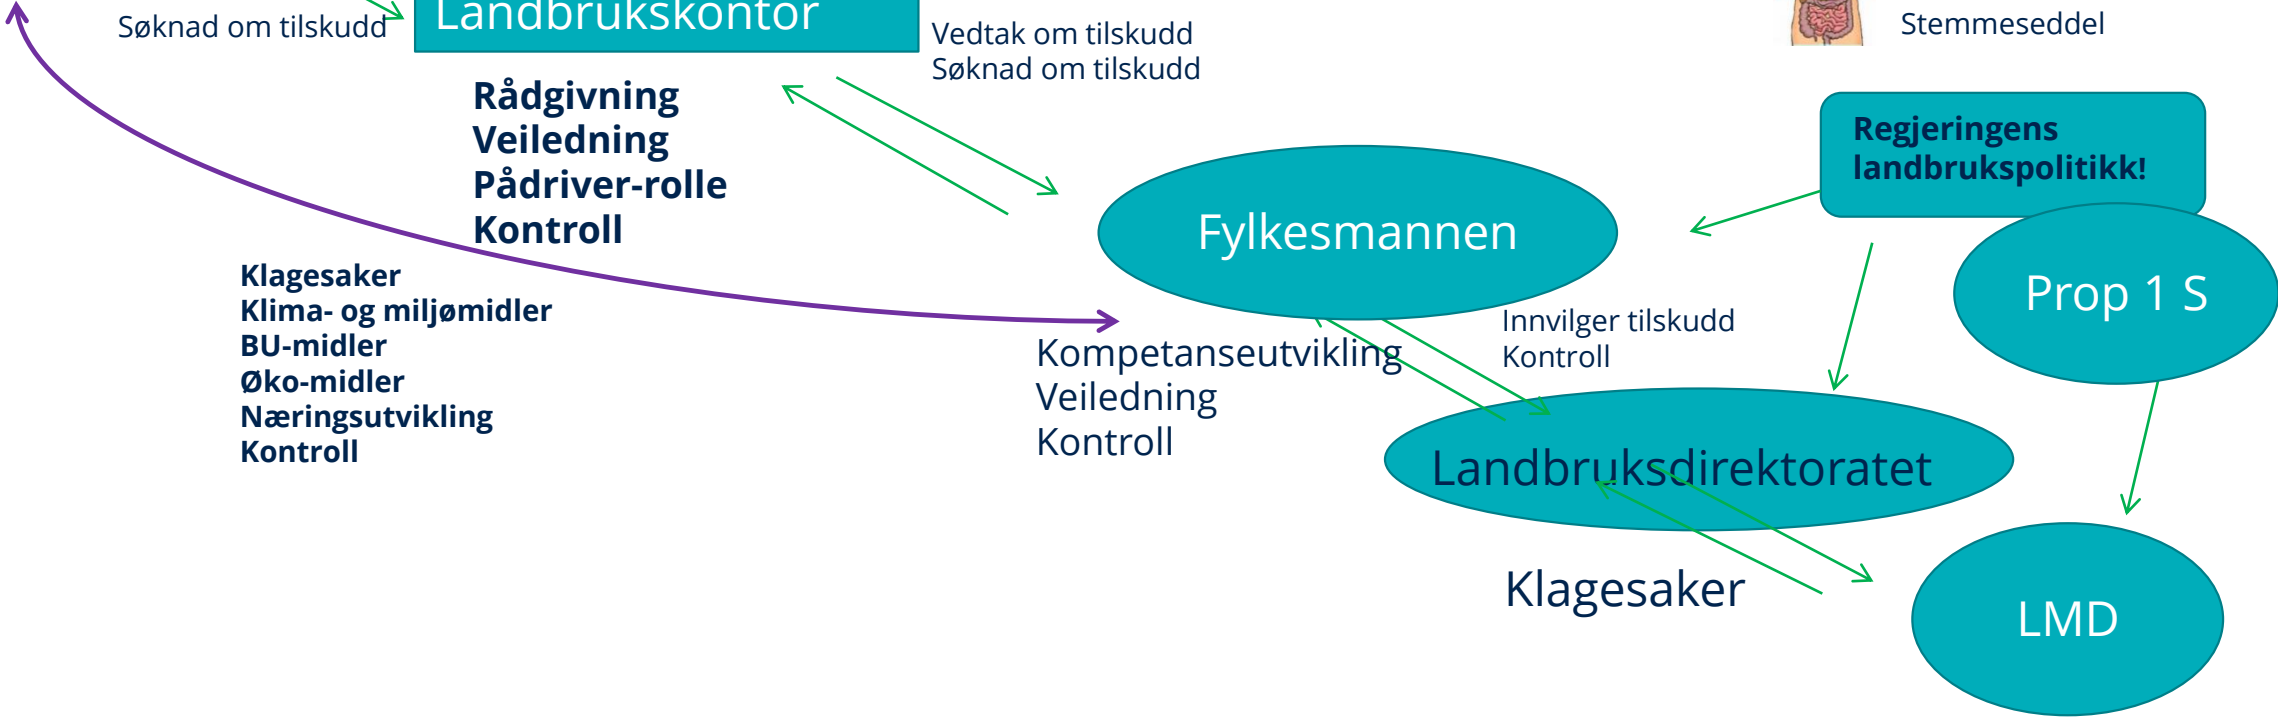 Søknad om tilskudd
Landbrukskontor
Vedtak om tilskudd
Søknad om tilskudd
Stemmeseddel
Rådgivning
Veiledning
Pådriver-rolle
Kontroll
Regjeringens
landbrukspolitikk!
Fylkesmannen
Prop 1 S
Klagesaker
Klima- og miljømidler
BU-midler
Øko-midler
Næringsutvikling
Kontroll
Innvilger tilskudd
Kontroll
Kompetanseutvikling
Veiledning
Kontroll
Landbruksdirektoratet
Klagesaker
LMD